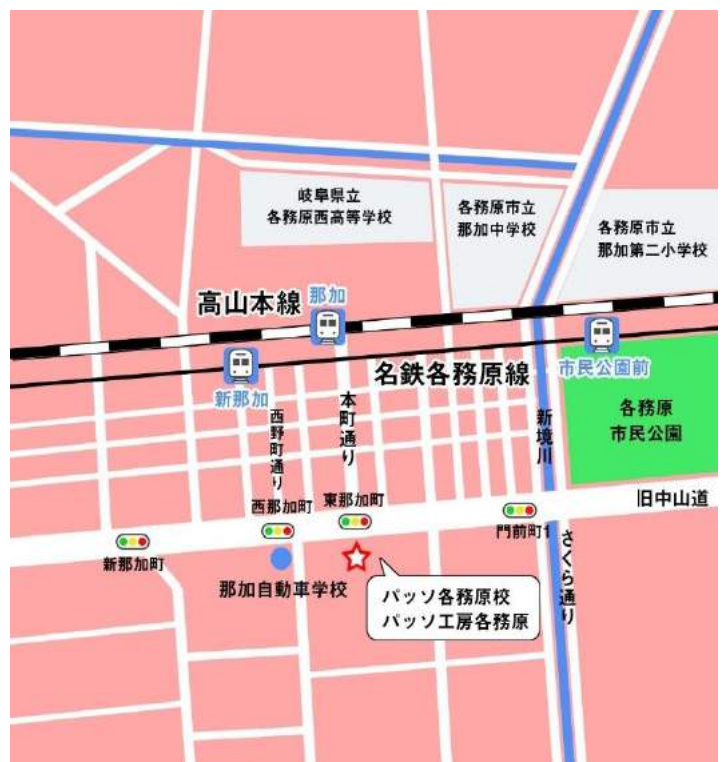 岐阜県立
各務原西高等学校
各務原市立
那加中学校
各務原市立
那加第二小学校
高山本線
那加
新那加
名鉄各務原線
市民公園前
西野町通り
本町通り
新境川
各務原
市民公園
旧中山道
西那加町
東那加町
門前町1
新那加町
さくら通り
那加自動車学校
パッソ各務原校
パッソ工房各務原